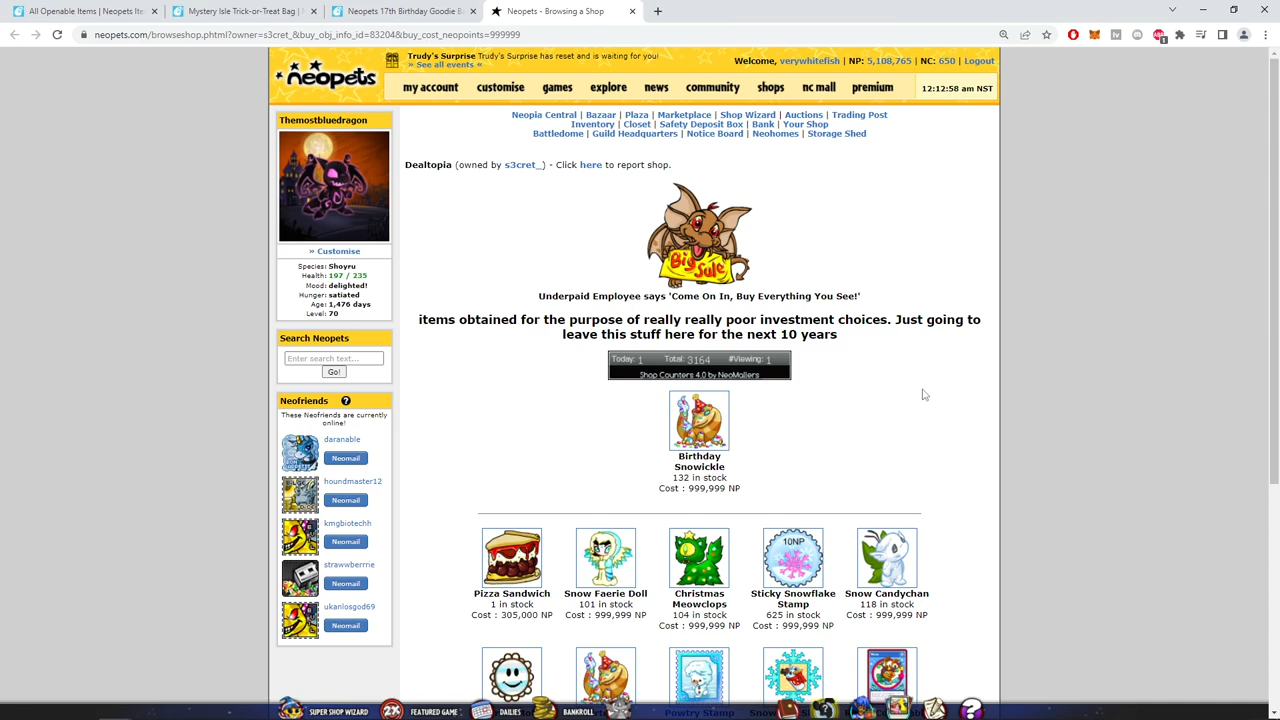 All Openable Items | Neopets Ite
Mystery Isle Trick-or-Treat Bag |
Neopets 17th Birthday Goodie B
Neopets - Browsing a Shop
neopets.com/browseshop.phtml?owner=s3cret_&buy_obj_info_id=83204&buy_cost_neopoints=999999
neopets
Trudy's Surprise Trudy's Surprise has reset and is waiting for you!
» See all events «
Welcome, verywhitefish | NP: 5,108,765 | NC: 650 | Logout
my account customise games explore news community shops nc mall premium
12:12:58 am NST
Themostbluedragon
» Customise
Species: Shoyru
Health: 197 / 235
Mood: delighted!
Hunger: satiated
Age: 1,476 days
Level: 70
Search Neopets
Enter search text...
Go!
Neofriends ?
These Neofriends are currently
online!
daranable
Neomail
houndmaster12
Neomail
kmgbiotechh
Neomail
strawwberrrie
Neomail
ukanlosgod69
Neomail
Neopia Central | Bazaar | Plaza | Marketplace | Shop Wizard | Auctions | Trading Post
Inventory | Closet | Safety Deposit Box | Bank | Your Shop
Battledome | Guild Headquarters | Notice Board | Neohomes | Storage Shed
Dealtopia (owned by s3cret_) - Click here to report shop.
Big Sale
Underpaid Employee says 'Come On In, Buy Everything You See!'
items obtained for the purpose of really really poor investment choices. Just going to
leave this stuff here for the next 10 years
Today: 1 Total: 3164 #Viewing: 1
Shop Counters 4.0 by NeoMallers
Birthday
Snowickle
132 in stock
Cost : 999,999 NP
Pizza Sandwich
1 in stock
Cost : 305,000 NP
Snow Faerie Doll
101 in stock
Cost : 999,999 NP
Christmas
Meowclops
104 in stock
Cost : 999,999 NP
10NP
Sticky Snowflake
Stamp
625 in stock
Cost : 999,999 NP
Snow Candychan
118 in stock
Cost : 999,999 NP
Powtry Stamp
SUPER SHOP WIZARD
2X
FEATURED GAME
DAILIES
BANKROLL